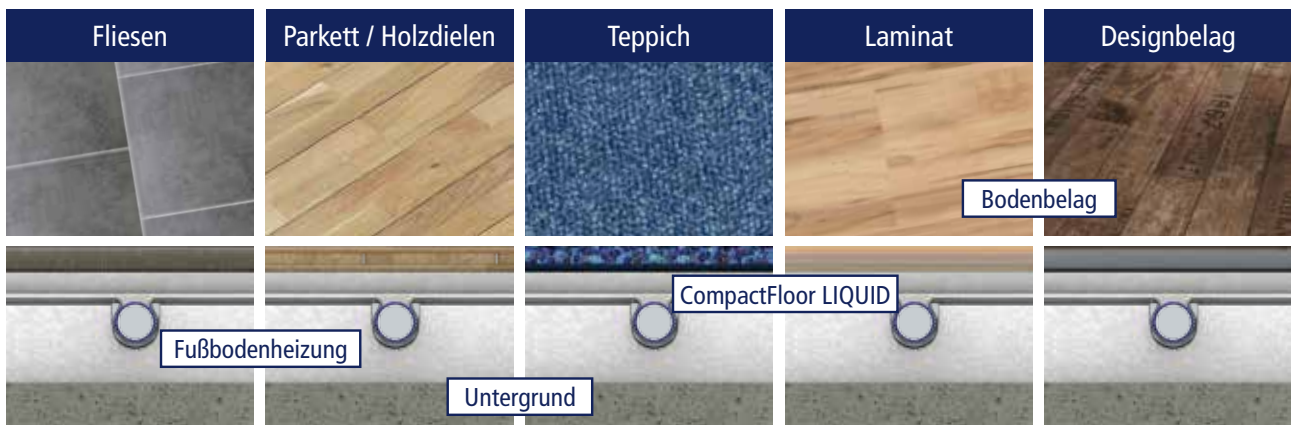 Fliesen
Parkett / Holzdielen
Teppich
Laminat
Designbelag
Bodenbelag
CompactFloor LIQUID
Fußbodenheizung
Untergrund